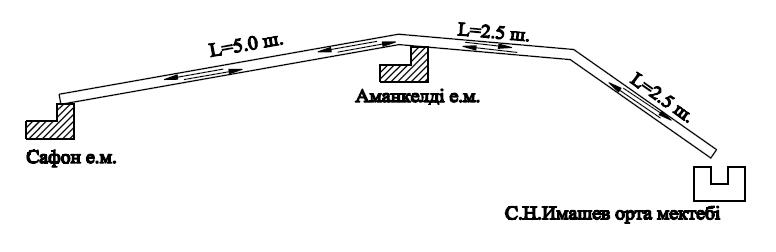 L=5.0 ш.
L=2.5 ш.
L=2.5 ш.
Аманкелді е.м.
Сафон е.м.
С.Н.Имашев орта мектебі